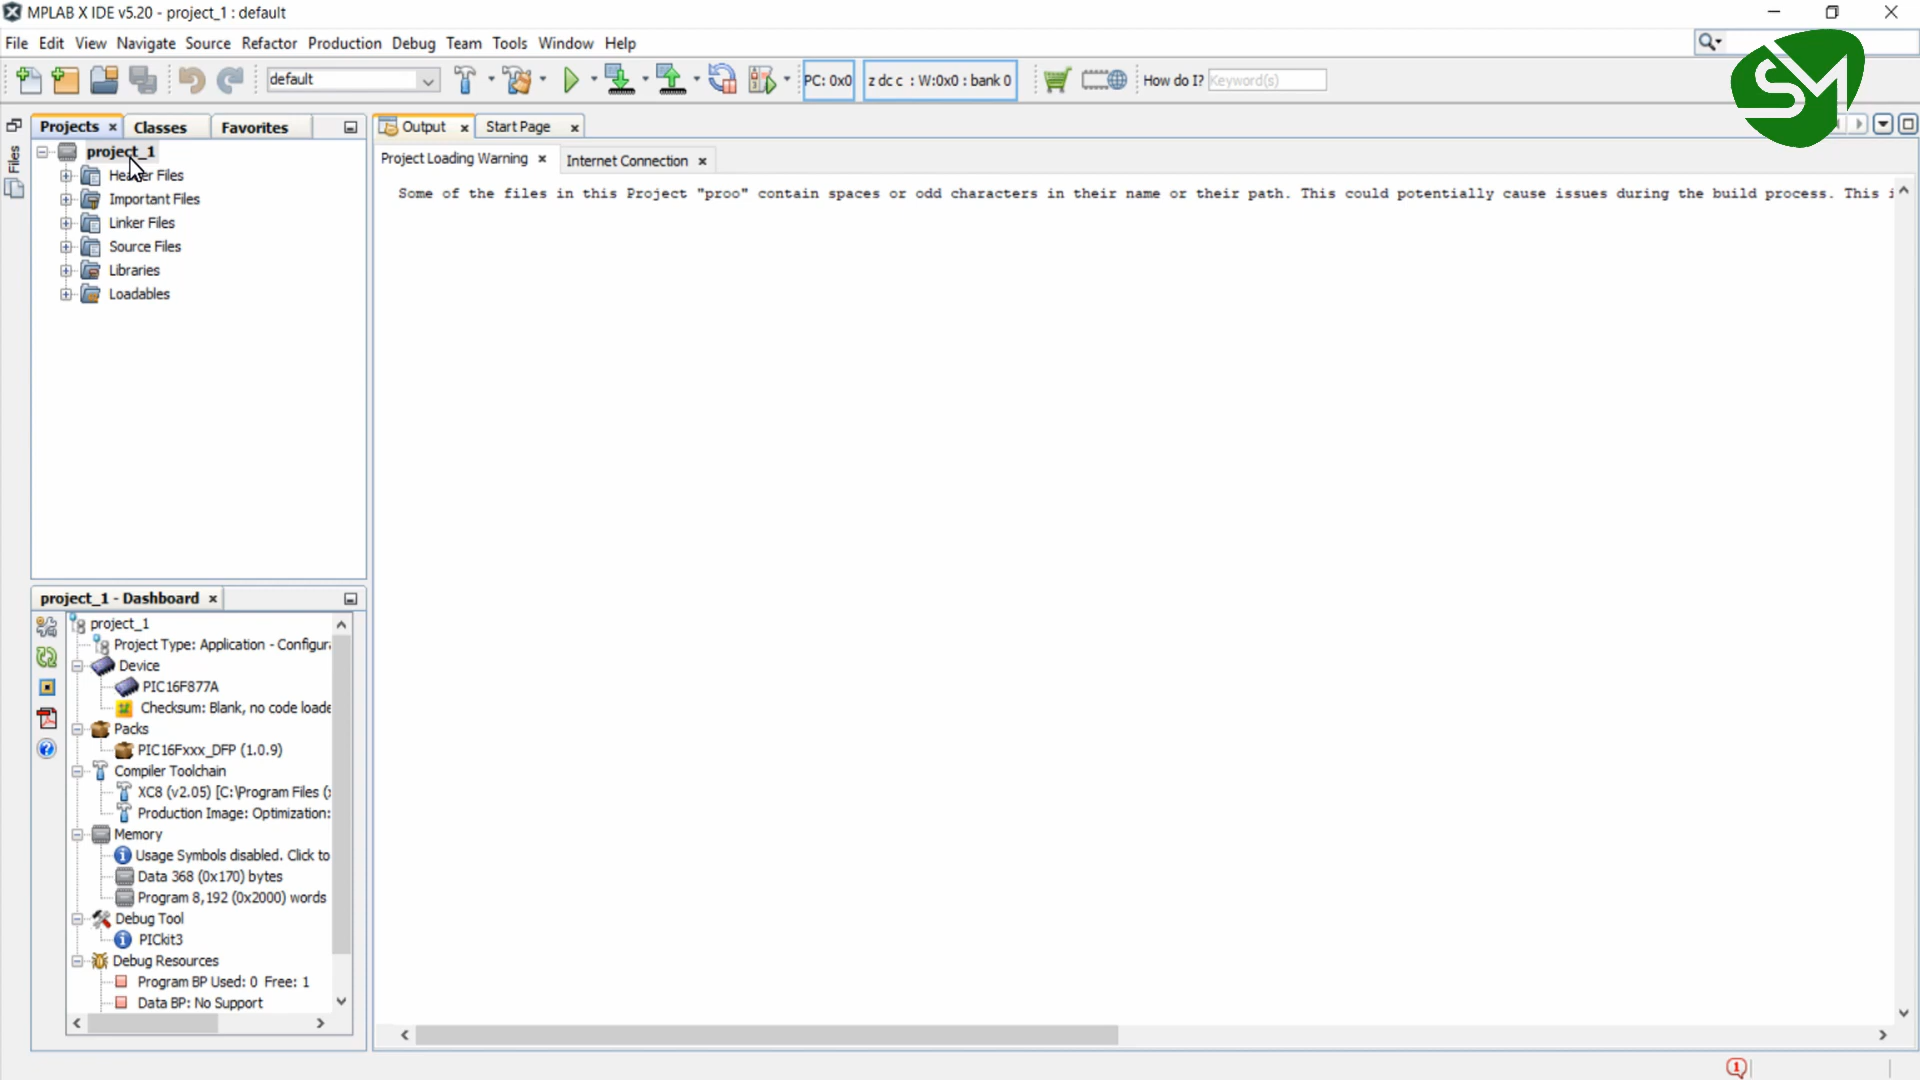 MPLAB X IDE v5.20 - project_1 : default
File Edit View Navigate Source Refactor Production Debug Team Tools Window Help
default
PC: 0x0
z dc c : W:0x0 : bank 0
How do I? Keyword(s)
SM
Files
Projects Classes Favorites
Output Start Page
project_1
Header Files
Important Files
Linker Files
Source Files
Libraries
Loadables
Project Loading Warning Internet Connection
Some of the files in this Project "proo" contain spaces or odd characters in their name or their path. This could potentially cause issues during the build process. This i
project_1 - Dashboard
project_1
Project Type: Application - Configur
Device
PIC16F877A
Checksum: Blank, no code loade
Packs
PIC16Fxxx_DFP (1.0.9)
Compiler Toolchain
XC8 (v2.05) [C:\Program Files (
Production Image: Optimization:
Memory
Usage Symbols disabled. Click to
Data 368 (0x170) bytes
Program 8,192 (0x2000) words
Debug Tool
PICkit3
Debug Resources
Program BP Used: 0 Free: 1
Data BP: No Support
1